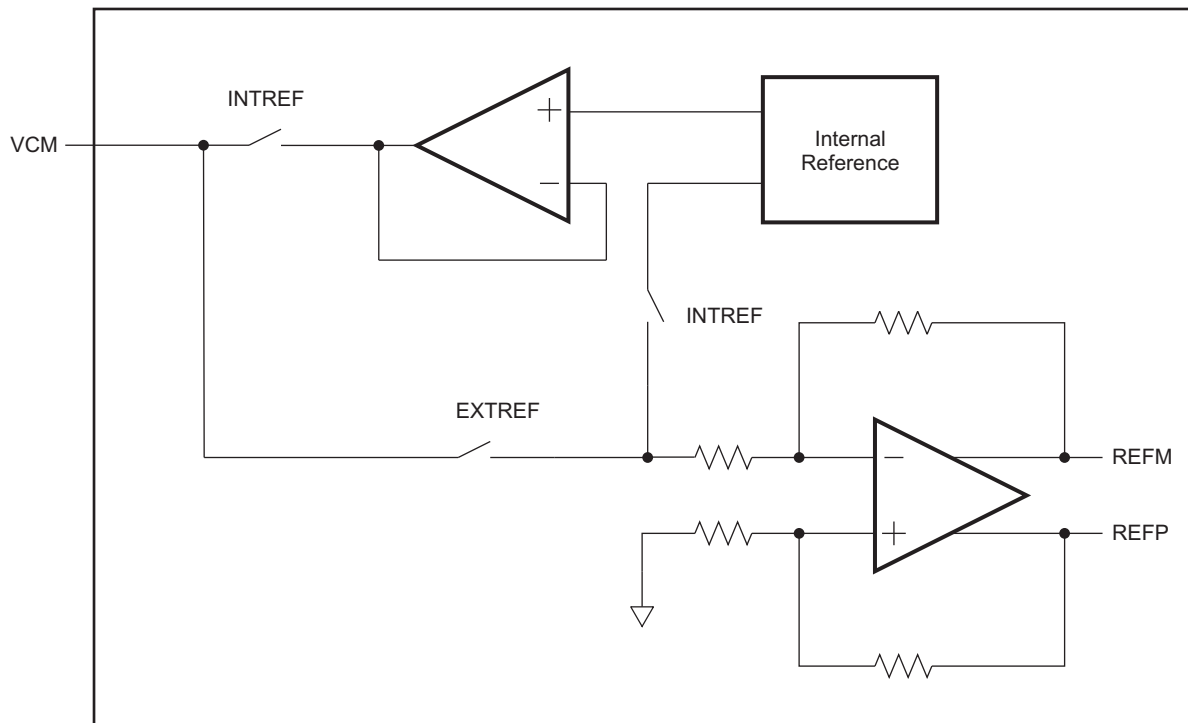 INTREF
VCM
+
−
Internal
Reference
INTREF
EXTREF
−
REFM
+
REFP